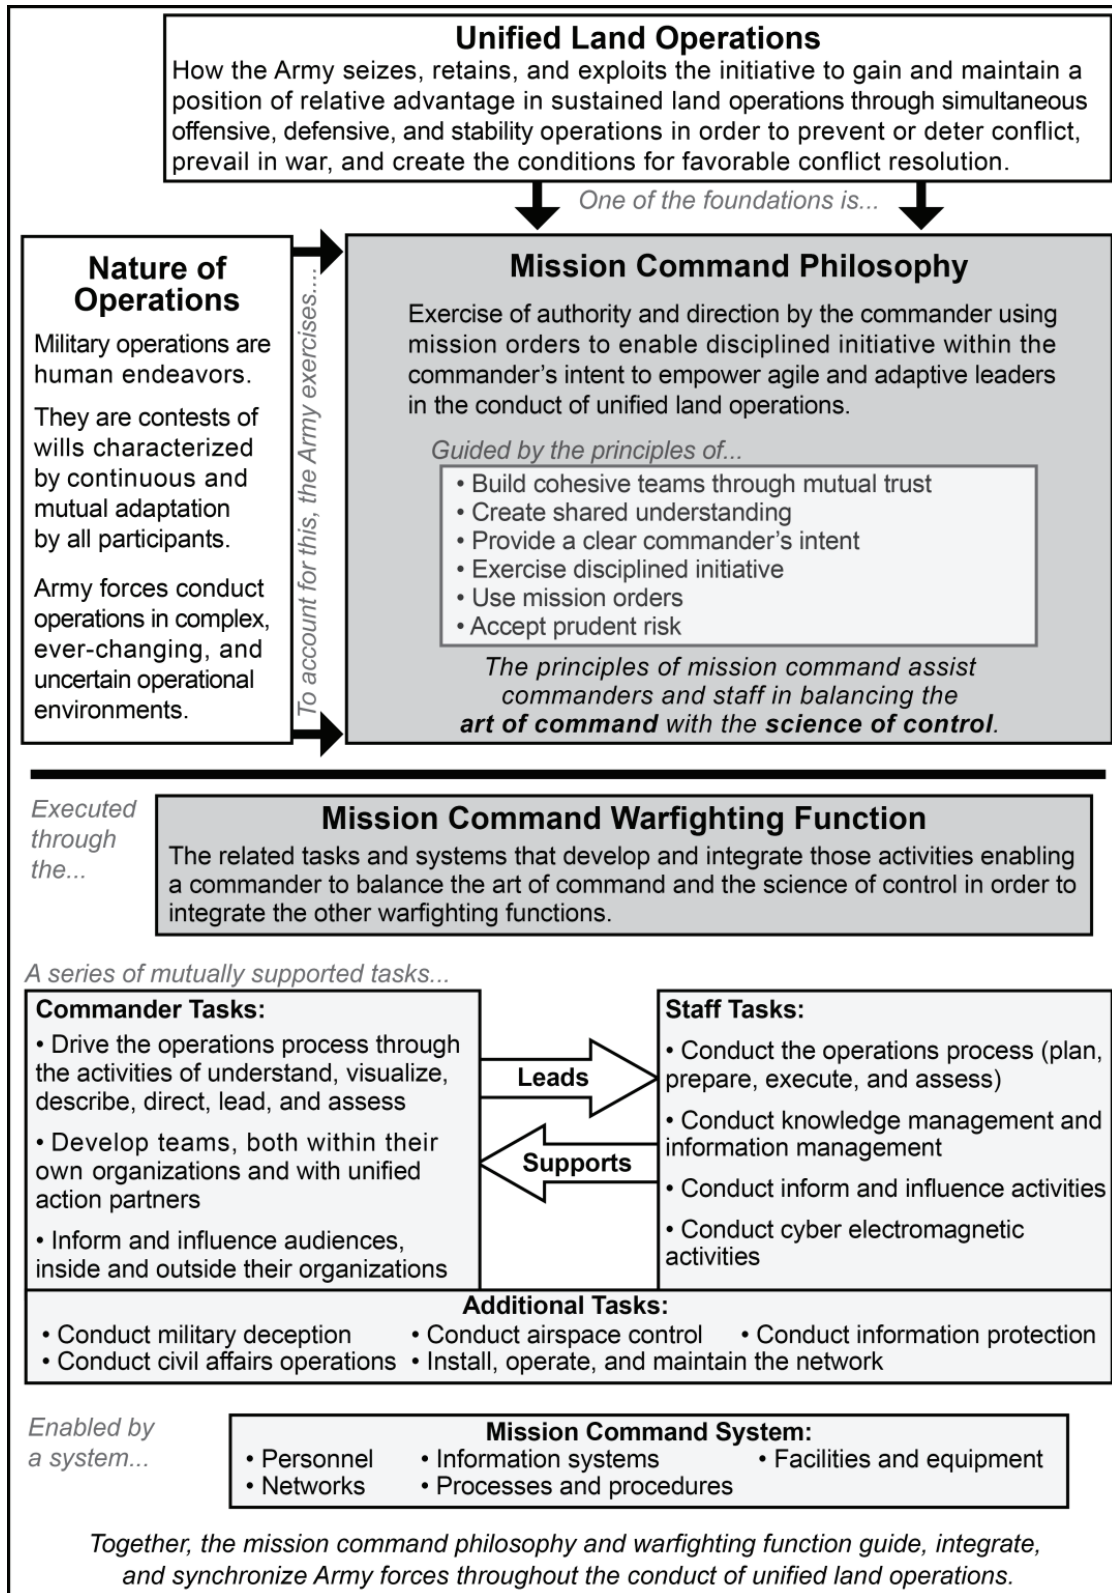 Unified Land Operations
How the Army seizes, retains, and exploits the initiative to gain and maintain a
position of relative advantage in sustained land operations through simultaneous
offensive, defensive, and stability operations in order to prevent or deter conflict,
prevail in war, and create the conditions for favorable conflict resolution.
One of the foundations is...
Nature of
Operations
Military operations are
human endeavors.
They are contests of
wills characterized
by continuous and
mutual adaptation
by all participants.
Army forces conduct
operations in complex,
ever-changing, and
uncertain operational
environments.
To account for this, the Army exercises....
Mission Command Philosophy
Exercise of authority and direction by the commander using
mission orders to enable disciplined initiative within the
commander's intent to empower agile and adaptive leaders
in the conduct of unified land operations.
Guided by the principles of...
• Build cohesive teams through mutual trust
• Create shared understanding
• Provide a clear commander's intent
• Exercise disciplined initiative
• Use mission orders
• Accept prudent risk
The principles of mission command assist
commanders and staff in balancing the
art of command with the science of control.
Executed
through
the...
Mission Command Warfighting Function
The related tasks and systems that develop and integrate those activities enabling
a commander to balance the art of command and the science of control in order to
integrate the other warfighting functions.
A series of mutually supported tasks...
Commander Tasks:
• Drive the operations process through
the activities of understand, visualize,
describe, direct, lead, and assess
• Develop teams, both within their
own organizations and with unified
action partners
• Inform and influence audiences,
inside and outside their organizations
Leads
Supports
Staff Tasks:
• Conduct the operations process (plan,
prepare, execute, and assess)
• Conduct knowledge management and
information management
• Conduct inform and influence activities
• Conduct cyber electromagnetic
activities
Additional Tasks:
• Conduct military deception • Conduct airspace control • Conduct information protection
• Conduct civil affairs operations • Install, operate, and maintain the network
Enabled by
a system...
Mission Command System:
• Personnel • Information systems • Facilities and equipment
• Networks • Processes and procedures
Together, the mission command philosophy and warfighting function guide, integrate,
and synchronize Army forces throughout the conduct of unified land operations.